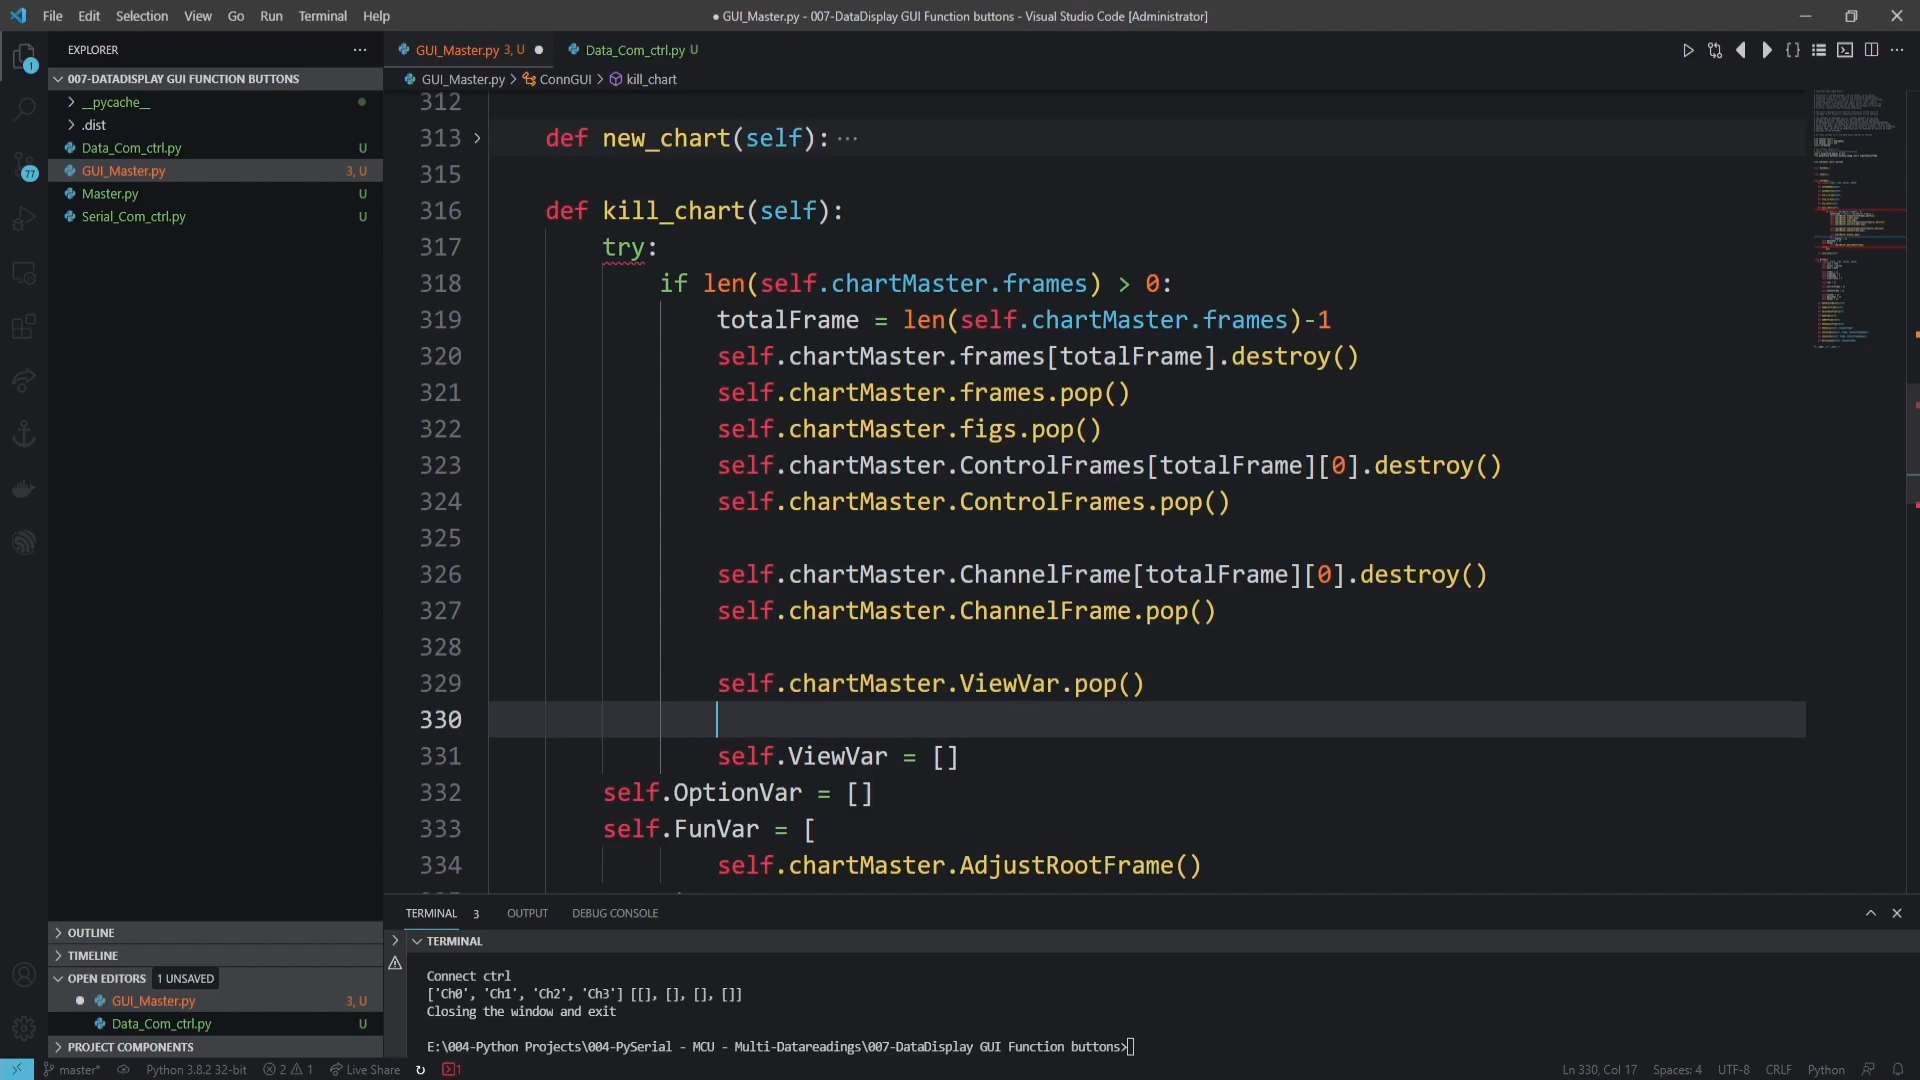 File Edit Selection View Go Run Terminal Help
● GUI_Master.py - 007-DataDisplay GUI Function buttons - Visual Studio Code [Administrator]
EXPLORER
GUI_Master.py 3, U
Data_Com_ctrl.py U
007-DATADISPLAY GUI FUNCTION BUTTONS
GUI_Master.py > ConnGUI > kill_chart
__pycache__
.dist
Data_Com_ctrl.py U
GUI_Master.py 3, U
Master.py U
Serial_Com_ctrl.py U
1
77
312
313 def new_chart(self): ···
315
316 def kill_chart(self):
317 try:
318 if len(self.chartMaster.frames) > 0:
319 totalFrame = len(self.chartMaster.frames)-1
320 self.chartMaster.frames[totalFrame].destroy()
321 self.chartMaster.frames.pop()
322 self.chartMaster.figs.pop()
323 self.chartMaster.ControlFrames[totalFrame][0].destroy()
324 self.chartMaster.ControlFrames.pop()
325
326 self.chartMaster.ChannelFrame[totalFrame][0].destroy()
327 self.chartMaster.ChannelFrame.pop()
328
329 self.chartMaster.ViewVar.pop()
330
331 self.ViewVar = []
332 self.OptionVar = []
333 self.FunVar = [
334 self.chartMaster.AdjustRootFrame()
OUTLINE
TIMELINE
OPEN EDITORS 1 UNSAVED
GUI_Master.py 3, U
Data_Com_ctrl.py U
PROJECT COMPONENTS
TERMINAL 3 OUTPUT DEBUG CONSOLE
TERMINAL
Connect ctrl
['Ch0', 'Ch1', 'Ch2', 'Ch3'] [[], [], [], []]
Closing the window and exit
E:\004-Python Projects\004-PySerial - MCU - Multi-Datareadings\007-DataDisplay GUI Function buttons>
master* Python 3.8.2 32-bit 2 1 Live Share 1 Ln 330, Col 17 Spaces: 4 UTF-8 CRLF Python